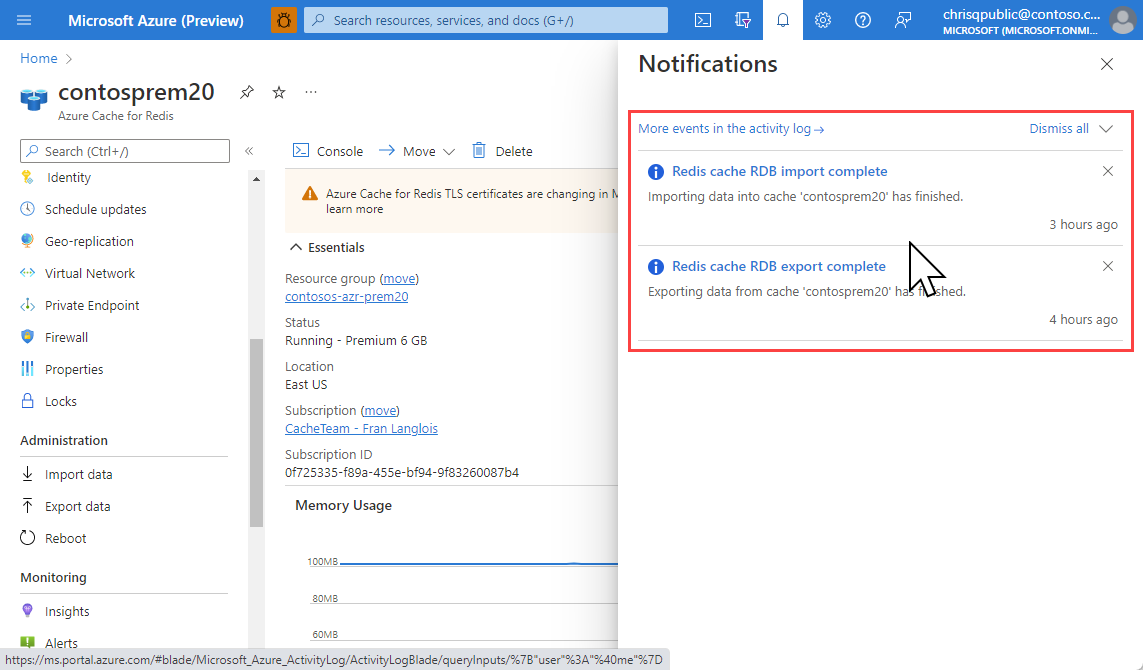 Microsoft Azure (Preview)
Search resources, services, and docs (G+/)
chrisqpublic@contoso.c...
MICROSOFT (MICROSOFT.ONMI...
Home
contosprem20
Azure Cache for Redis
Search (Ctrl+/)
Identity
Schedule updates
Geo-replication
Virtual Network
Private Endpoint
Firewall
Properties
Locks
Administration
Import data
Export data
Reboot
Monitoring
Insights
Alerts
Console
Move
Delete
Azure Cache for Redis TLS certificates are changing in M
learn more
Essentials
Resource group (move)
contosos-azr-prem20
Status
Running - Premium 6 GB
Location
East US
Subscription (move)
CacheTeam - Fran Langlois
Subscription ID
0f725335-f89a-455e-bf94-9f83260087b4
Memory Usage
100MB
80MB
60MB
Notifications
More events in the activity log →
Dismiss all
Redis cache RDB import complete
Importing data into cache 'contosprem20' has finished.
3 hours ago
Redis cache RDB export complete
Exporting data from cache 'contosprem20' has finished.
4 hours ago
https://ms.portal.azure.com/#blade/Microsoft_Azure_ActivityLog/ActivityLogBlade/queryInputs/%7B"user"%3A"%40me"%7D